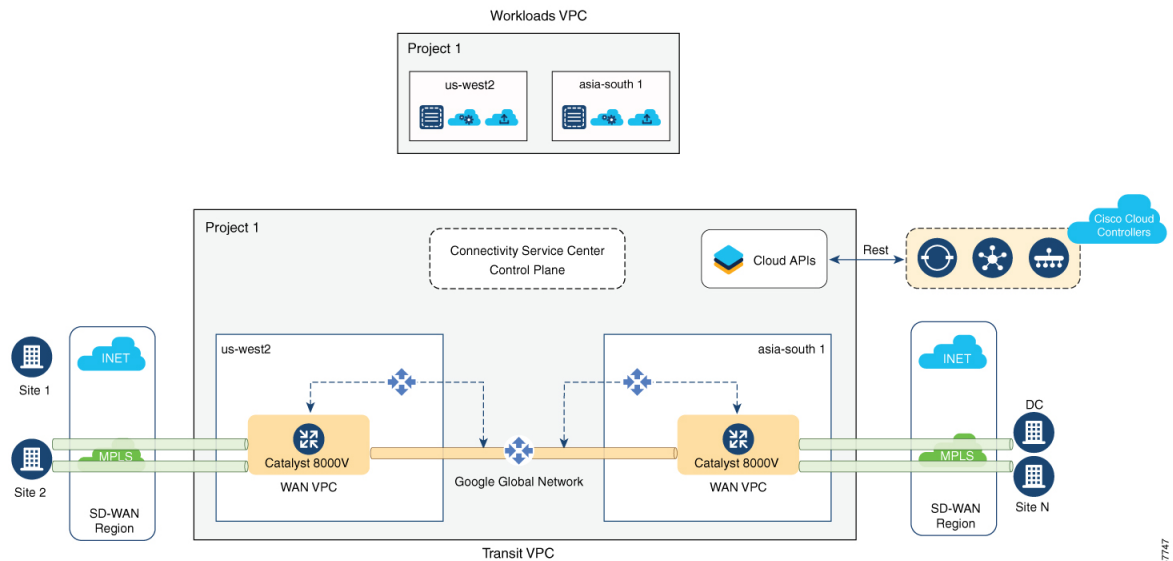 Workloads VPC
Project 1
us-west2
asia-south 1
Project 1
Connectivity Service Center
Control Plane
Cloud APIs
Rest
Cisco Cloud
Controllers
us-west2
asia-south 1
INET
INET
Site 1
DC
MPLS
Catalyst 8000V
Catalyst 8000V
MPLS
Site 2
WAN VPC
Google Global Network
WAN VPC
Site N
SD-WAN
Region
SD-WAN
Region
Transit VPC
7747